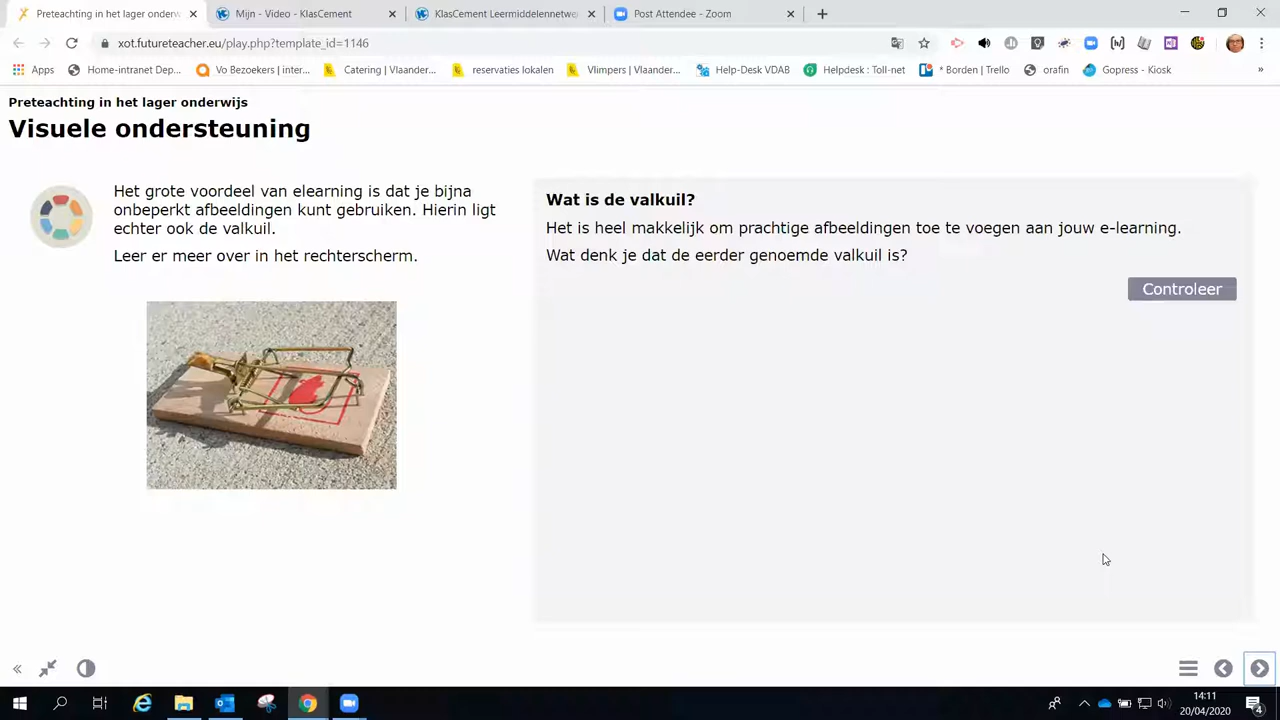 Preteachting in het lager onderw
Mijn - Video - KlasCement
KlasCement Leermiddelennetwe
Post Attendee - Zoom
xot.futureteacher.eu/play.php?template_id=1146
Apps
Home-intranet Dep...
Vo Bezoekers | inter...
Catering | Vlaander...
reservaties lokalen
Vlimpers | Vlaander...
Help-Desk VDAB
Helpdesk : Toll-net
* Borden | Trello
orafin
Gopress - Kiosk
»
Preteachting in het lager onderwijs
Visuele ondersteuning
Het grote voordeel van elearning is dat je bijna
onbeperkt afbeeldingen kunt gebruiken. Hierin ligt
echter ook de valkuil.
Leer er meer over in het rechterscherm.
Wat is de valkuil?
Het is heel makkelijk om prachtige afbeeldingen toe te voegen aan jouw e-learning.
Wat denk je dat de eerder genoemde valkuil is?
Controleer
14:11
20/04/2020
4